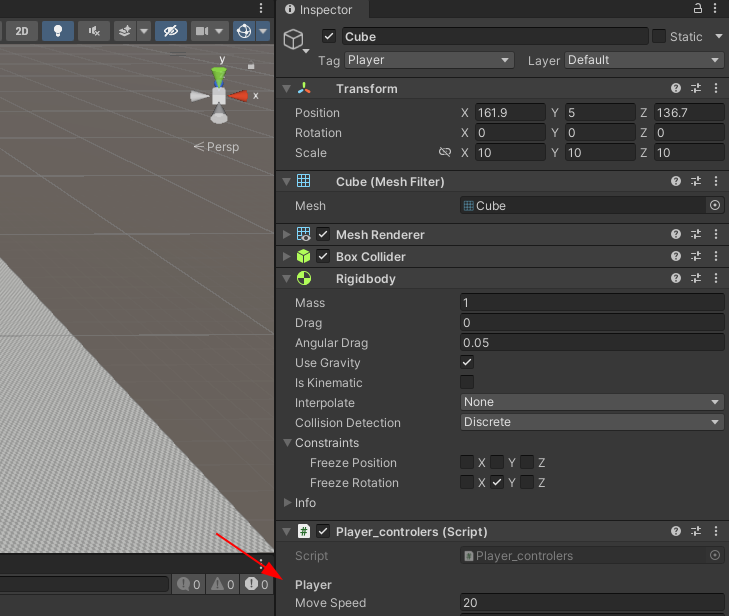 Inspector
2D
Cube
Static
Tag Player Layer Default
Transform
y
x
Persp
Position X 161.9 Y 5 Z 136.7
Rotation X 0 Y 0 Z 0
Scale X 10 Y 10 Z 10
Cube (Mesh Filter)
Mesh Cube
Mesh Renderer
Box Collider
Rigidbody
Mass 1
Drag 0
Angular Drag 0.05
Use Gravity
Is Kinematic
Interpolate None
Collision Detection Discrete
Constraints
Freeze Position X Y Z
Freeze Rotation X Y Z
Info
# Player_controlers (Script)
Script # Player_controlers
0 0 0
Player
Move Speed 20